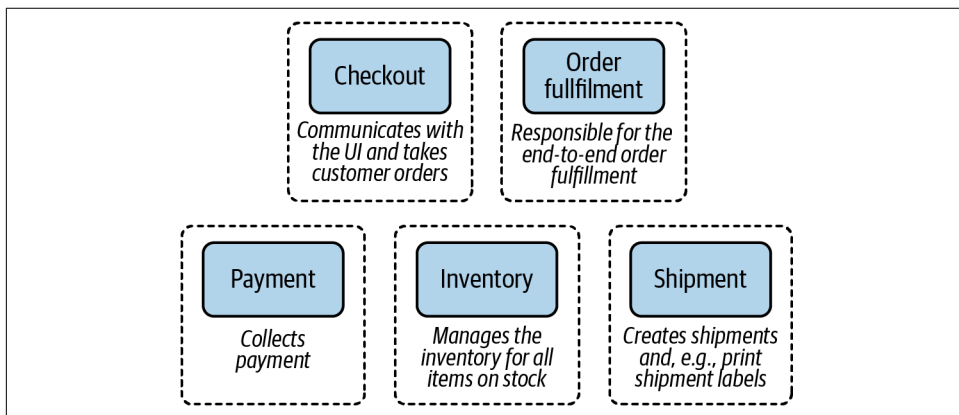 Checkout
Communicates with
the UI and takes
customer orders
Order
fullfilment
Responsible for the
end-to-end order
fulfillment
Payment
Collects
payment
Inventory
Manages the
inventory for all
items on stock
Shipment
Creates shipments
and, e.g., print
shipment labels